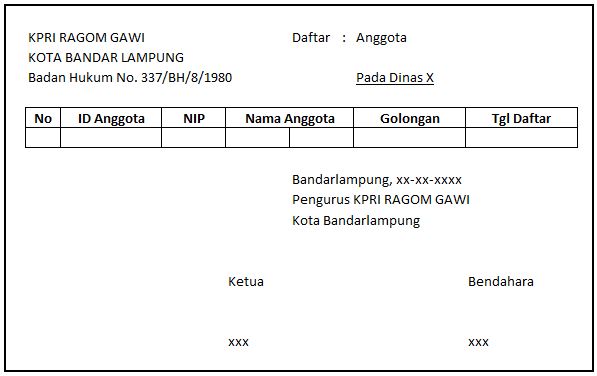 KPRI RAGOM GAWI Daftar : Anggota
KOTA BANDAR LAMPUNG
Badan Hukum No. 337/BH/8/1980 Pada Dinas X
No ID Anggota NIP Nama Anggota Golongan Tgl Daftar
Bandarlampung, xx-xx-xxxx
Pengurus KPRI RAGOM GAWI
Kota Bandarlampung
Ketua Bendahara
xxx xxx